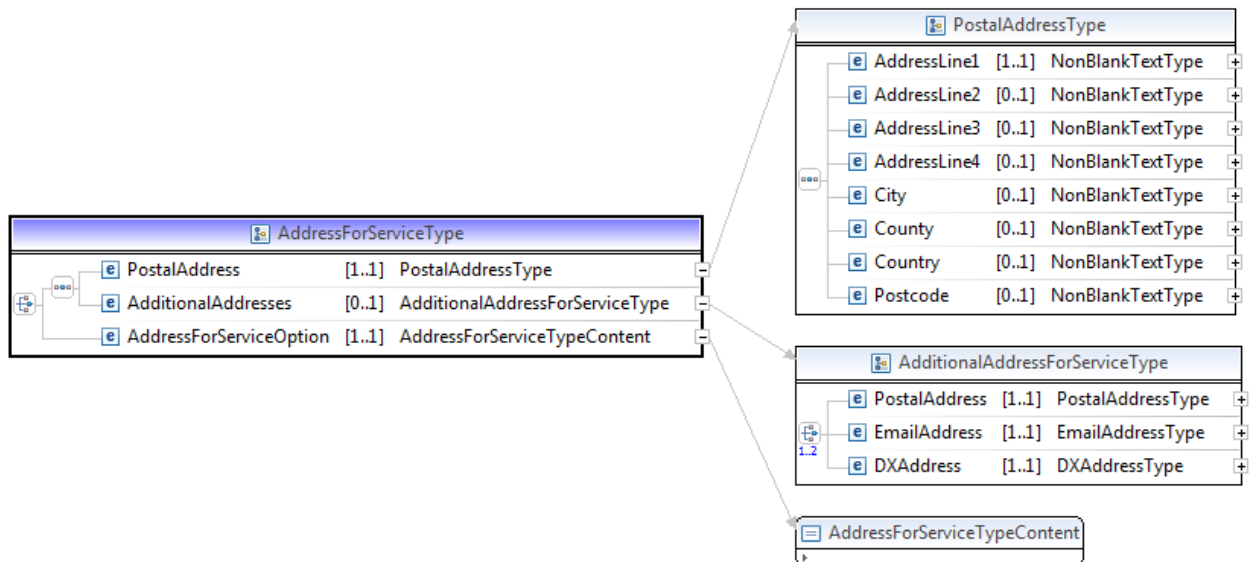 PostalAddressType
e AddressLine1 [1..1] NonBlankTextType
e AddressLine2 [0..1] NonBlankTextType
e AddressLine3 [0..1] NonBlankTextType
e AddressLine4 [0..1] NonBlankTextType
e City [0..1] NonBlankTextType
e County [0..1] NonBlankTextType
e Country [0..1] NonBlankTextType
e Postcode [0..1] NonBlankTextType
AddressForServiceType
e PostalAddress [1..1] PostalAddressType
e AdditionalAddresses [0..1] AdditionalAddressForServiceType
e AddressForServiceOption [1..1] AddressForServiceTypeContent
AdditionalAddressForServiceType
e PostalAddress [1..1] PostalAddressType
e EmailAddress [1..1] EmailAddressType
1..2
e DXAddress [1..1] DXAddressType
AddressForServiceTypeContent